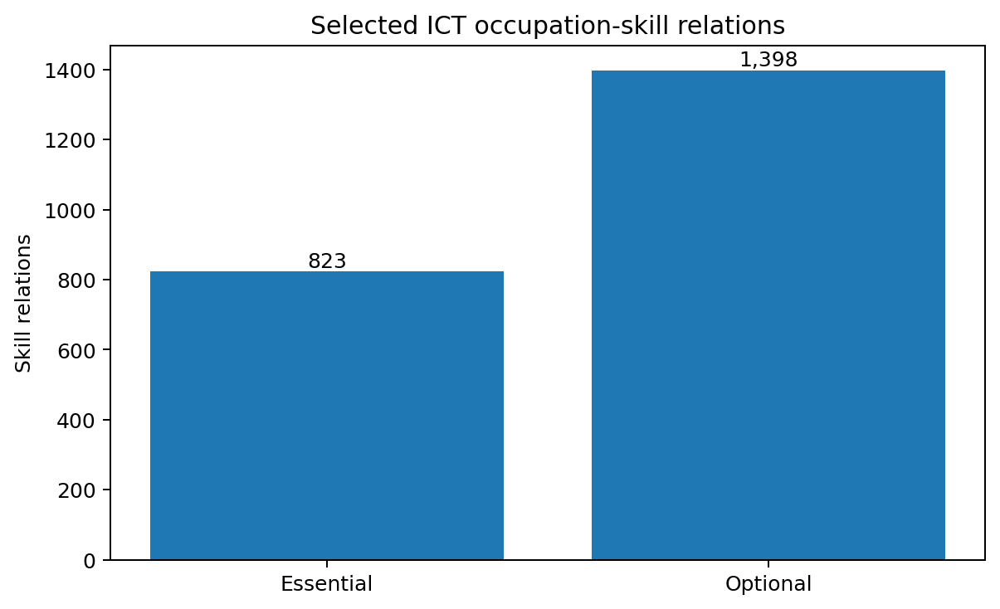 Selected ICT occupation-skill relations
Skill relations
1400
1200
1000
800
600
400
200
0
823
1,398
Essential
Optional